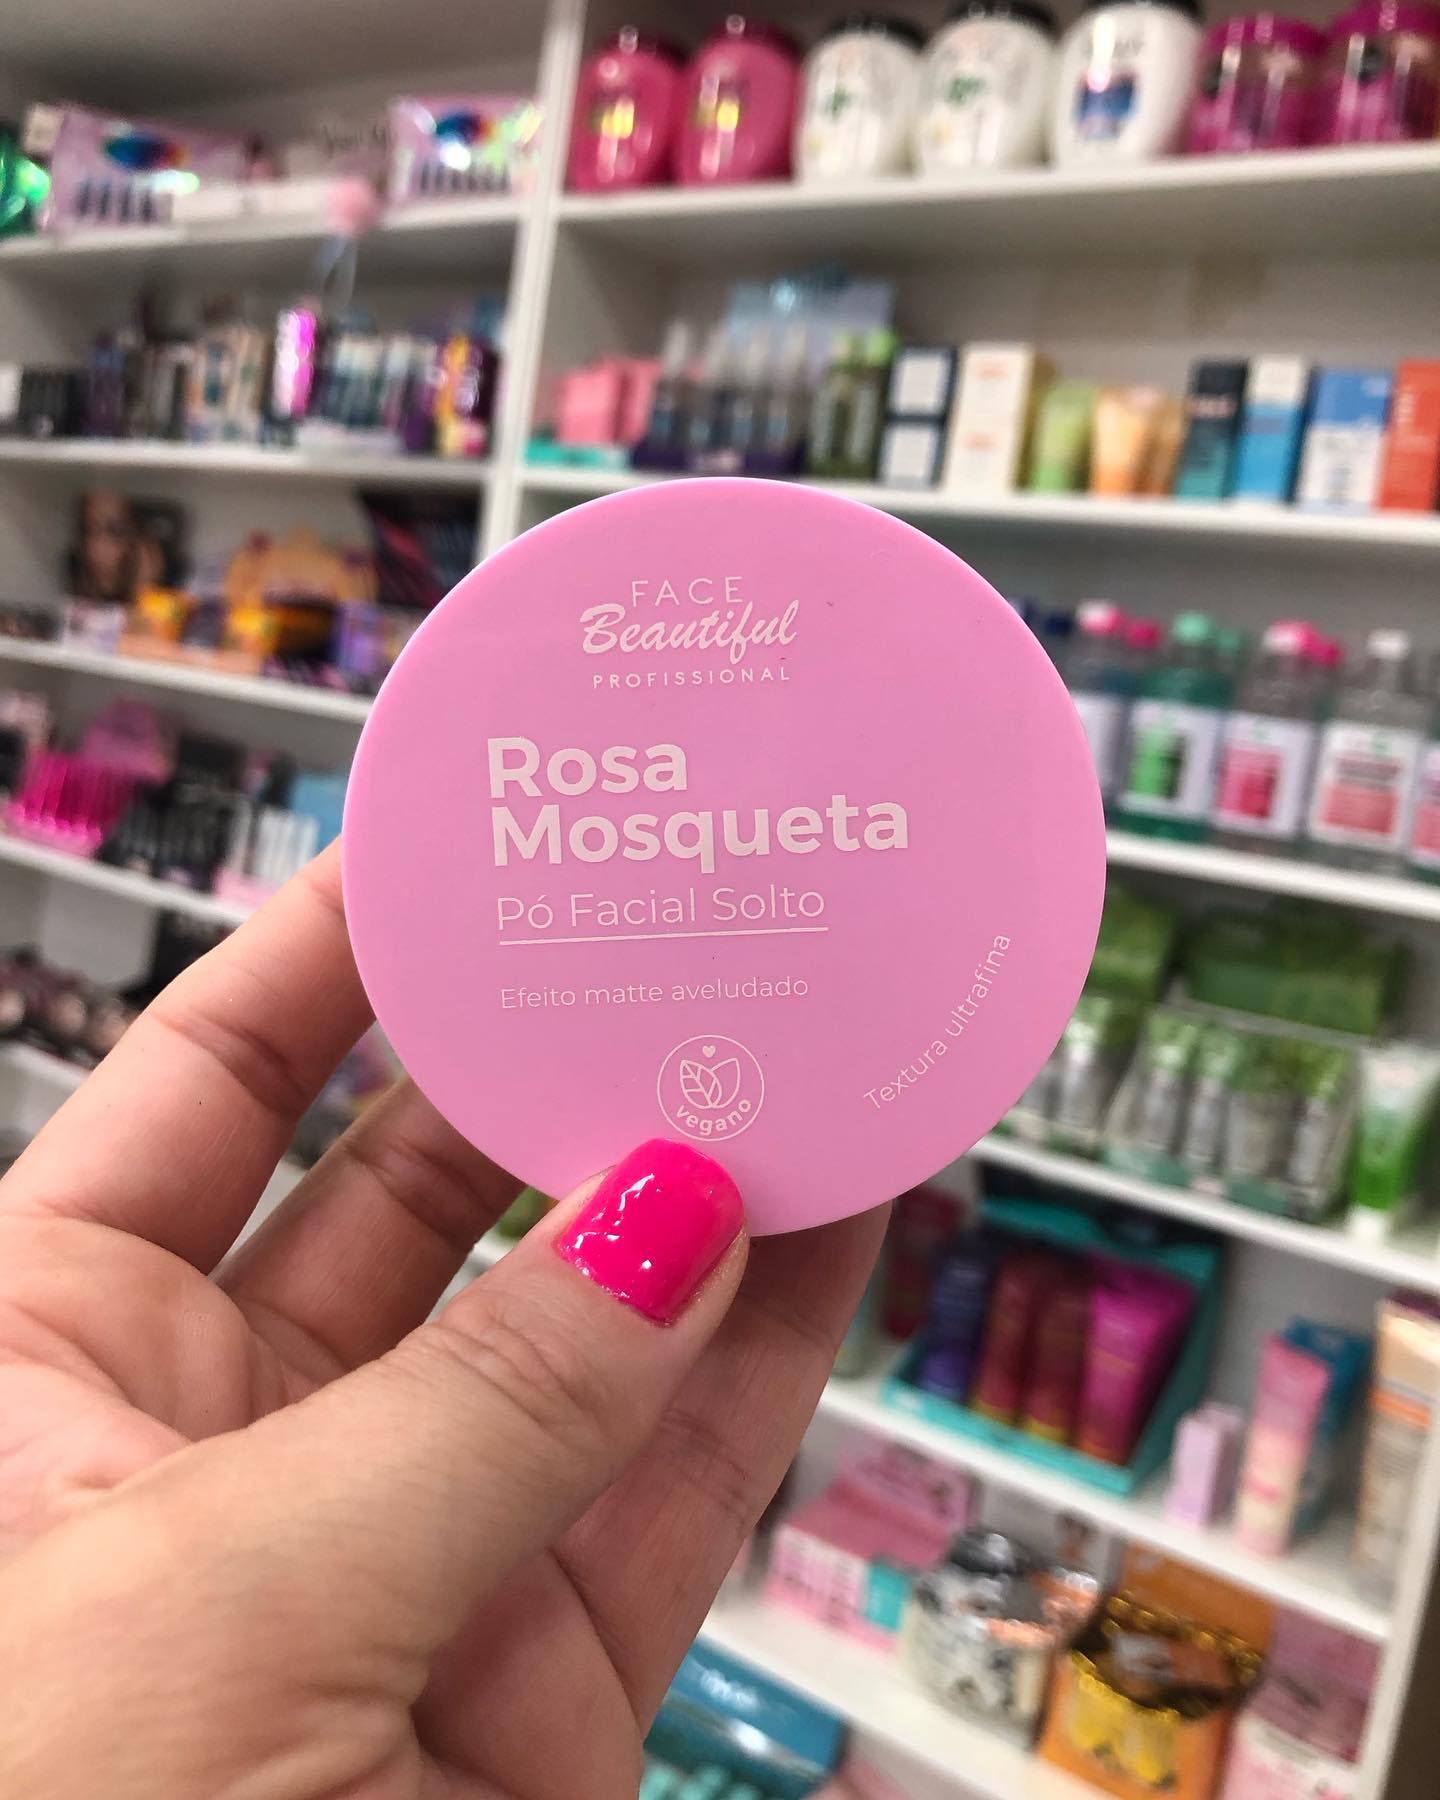 FACE
Beautiful
PROFISSIONAL
Rosa
Mosqueta
Pó Facial Solto
Efeito matte aveludado
Textura ultrafina
vegano